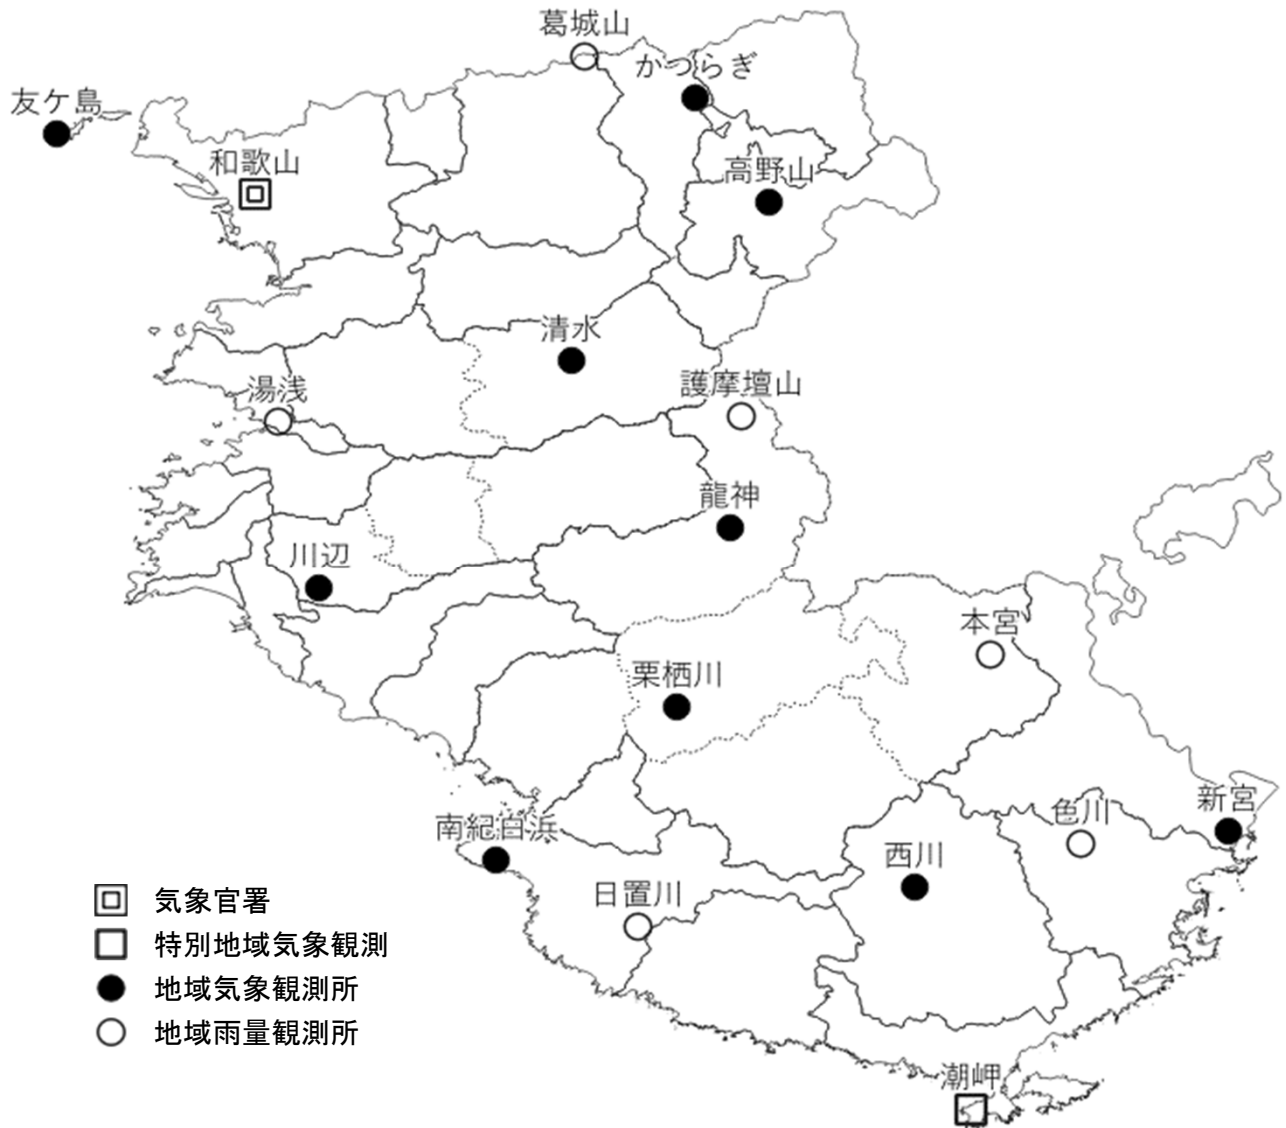 葛城山
かつらぎ
友ケ島
和歌山
高野山
清水
護摩壇山
湯浅
龍神
川辺
本宮
栗栖川
新宮
色川
南紀白浜
西川
日置川
潮岬
気象官署
特別地域気象観測
地域気象観測所
地域雨量観測所